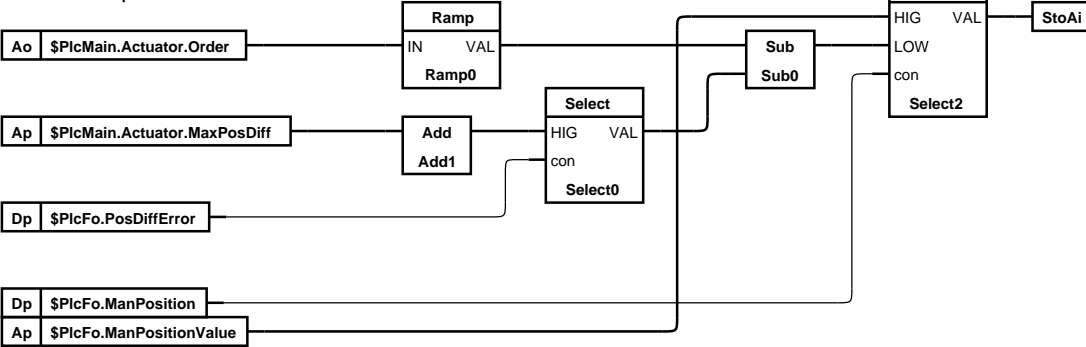 HIG VAL StoAi
Ramp
Ao $PlcMain.Actuator.Order IN VAL Sub LOW
Ramp0 Sub0 con
Select Select2
Ap $PlcMain.Actuator.MaxPosDiff Add HIG VAL
Add1 con
Select0
Dp $PlcFo.PosDiffError
Dp $PlcFo.ManPosition
Ap $PlcFo.ManPositionValue